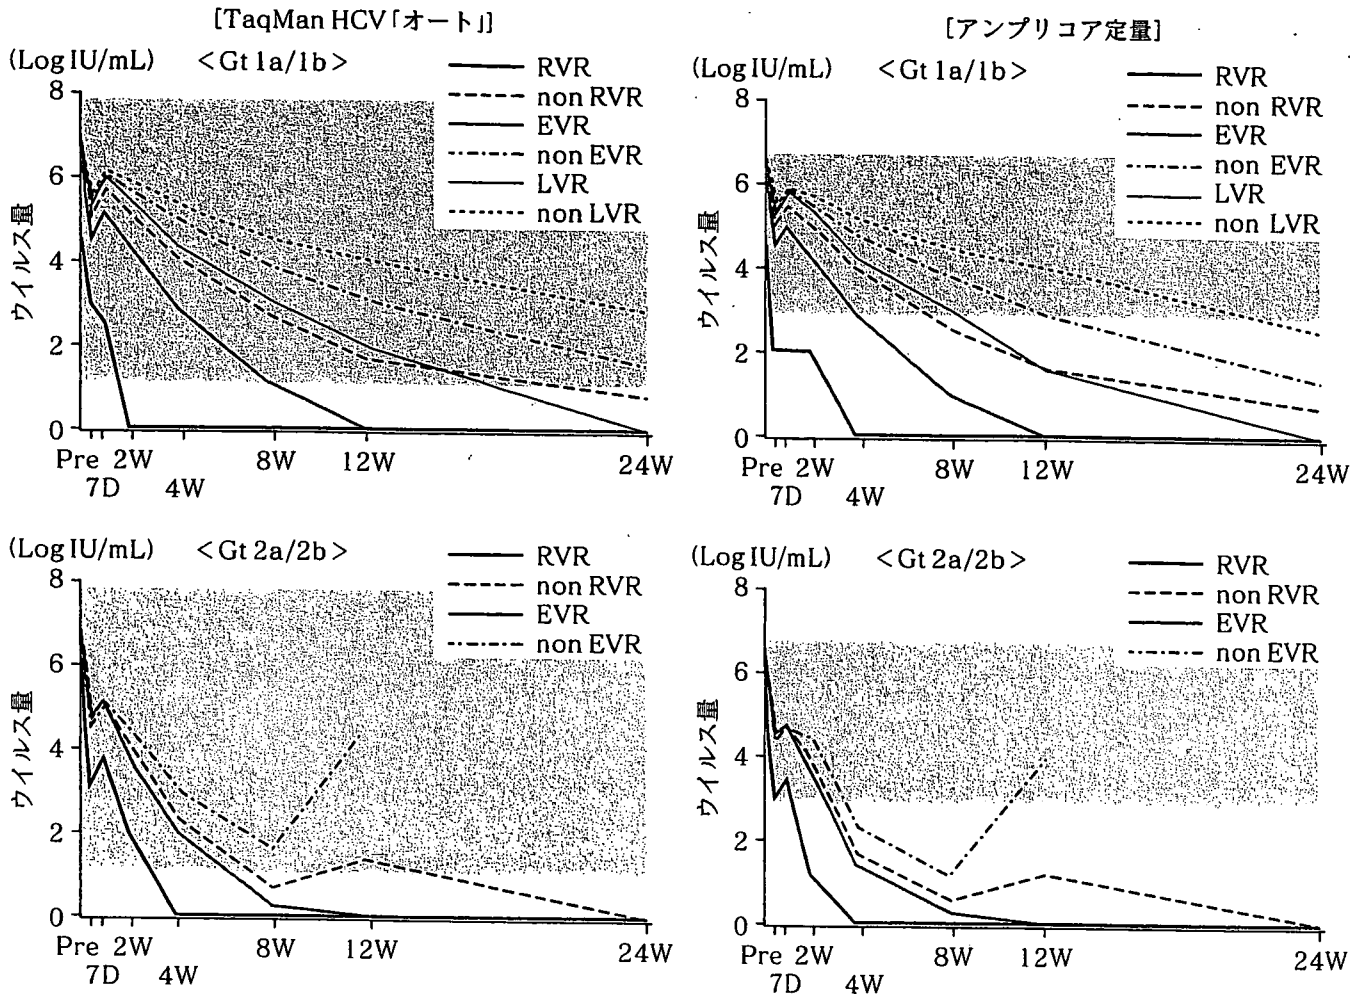 [TaqMan HCV「オート」]
(Log IU/mL) <Gt 1a/1b>
RVR
non RVR
EVR
non EVR
LVR
non LVR
ウイルス量
8
6
4
2
0
Pre 2W 8W 12W 24W
7D 4W
[アンプリコア定量]
(Log IU/mL) <Gt 1a/1b>
RVR
non RVR
EVR
non EVR
LVR
non LVR
ウイルス量
8
6
4
2
0
Pre 2W 8W 12W 24W
7D 4W
(Log IU/mL) <Gt 2a/2b>
RVR
non RVR
EVR
non EVR
ウイルス量
8
6
4
2
0
Pre 2W 8W 12W 24W
7D 4W
(Log IU/mL) <Gt 2a/2b>
RVR
non RVR
EVR
non EVR
ウイルス量
8
6
4
2
0
Pre 2W 8W 12W 24W
7D 4W